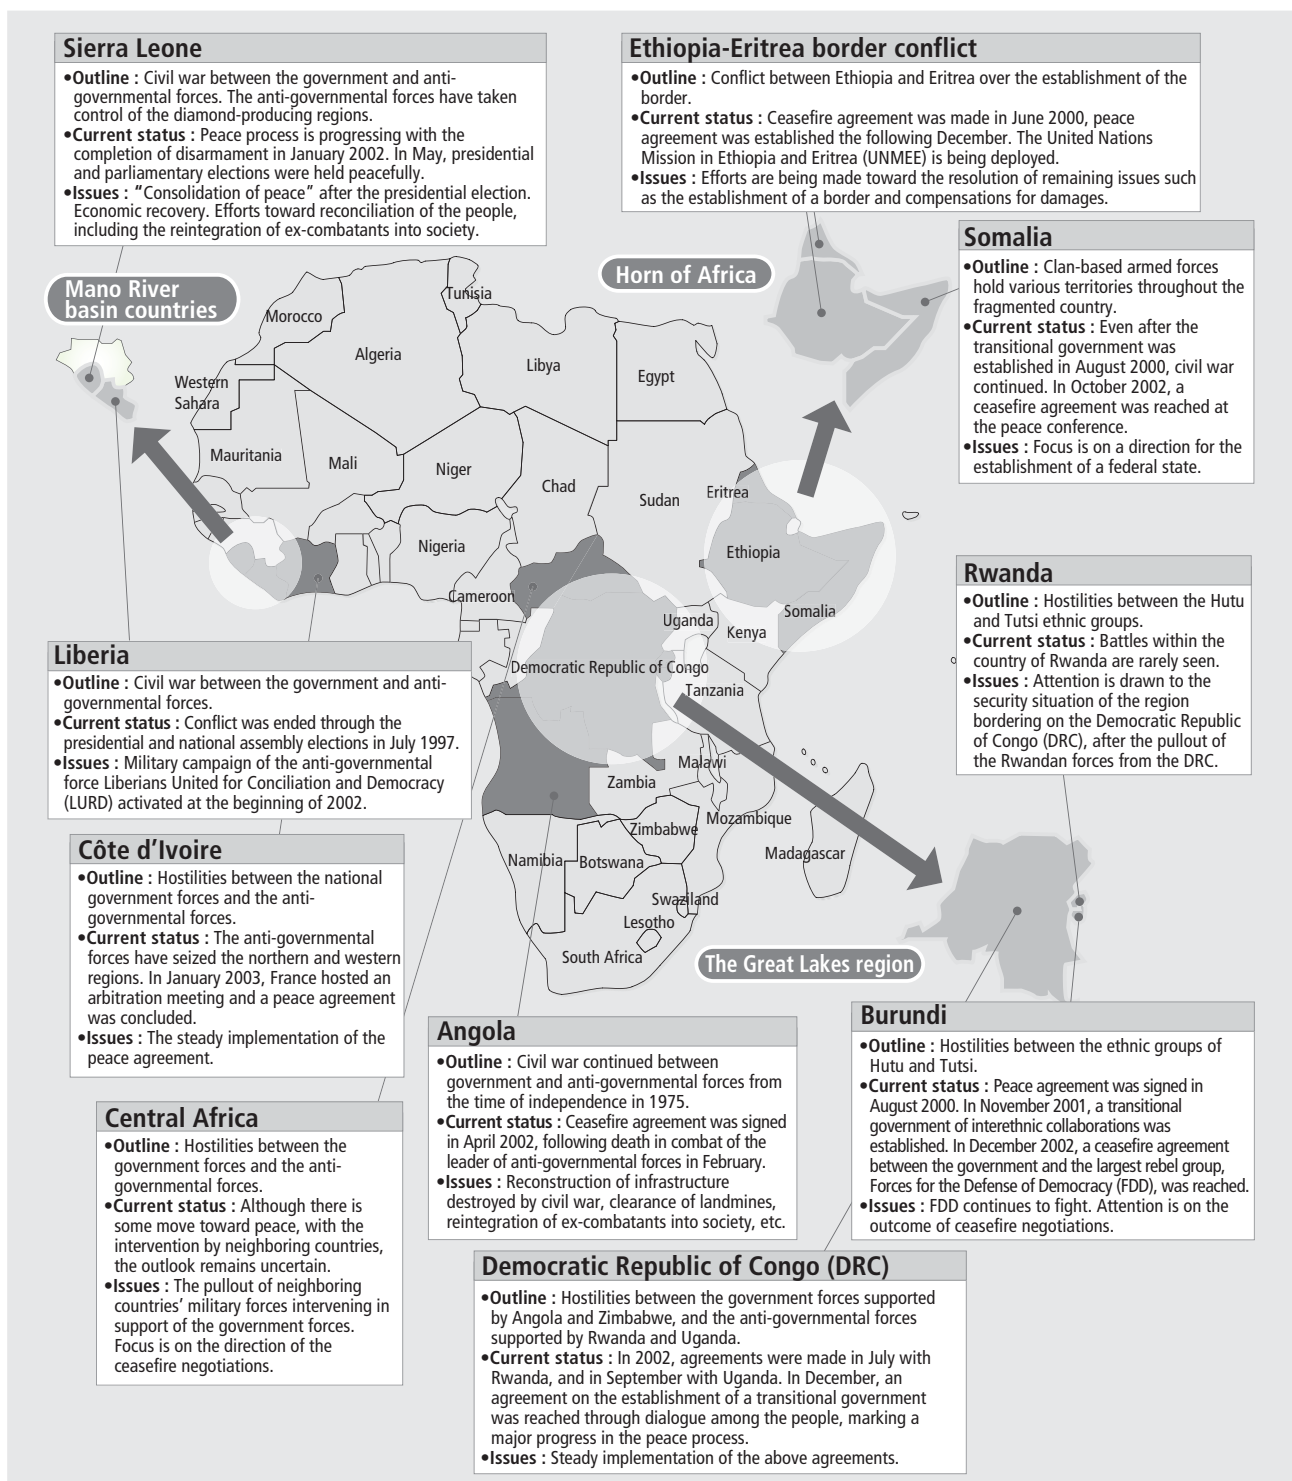 Sierra Leone
•Outline : Civil war between the government and anti-
governmental forces. The anti-governmental forces have taken
control of the diamond-producing regions.
•Current status : Peace process is progressing with the
completion of disarmament in January 2002. In May, presidential
and parliamentary elections were held peacefully.
•Issues : “Consolidation of peace” after the presidential election.
Economic recovery. Efforts toward reconciliation of the people,
including the reintegration of ex-combatants into society.
Ethiopia-Eritrea border conflict
•Outline : Conflict between Ethiopia and Eritrea over the establishment of the
border.
•Current status : Ceasefire agreement was made in June 2000, peace
agreement was established the following December. The United Nations
Mission in Ethiopia and Eritrea (UNMEE) is being deployed.
•Issues : Efforts are being made toward the resolution of remaining issues such
as the establishment of a border and compensations for damages.
Somalia
•Outline : Clan-based armed forces
hold various territories throughout the
fragmented country.
•Current status : Even after the
transitional government was
established in August 2000, civil war
continued. In October 2002, a
ceasefire agreement was reached at
the peace conference.
•Issues : Focus is on a direction for the
establishment of a federal state.
Mano River
basin countries
Horn of Africa
Morocco
Tunisia
Algeria
Libya
Egypt
Western
Sahara
Mauritania
Mali
Niger
Chad
Sudan
Eritrea
Nigeria
Ethiopia
Cameroon
Somalia
Uganda
Kenya
Democratic Republic of Congo
Tanzania
Malawi
Zambia
Mozambique
Zimbabwe
Madagascar
Namibia
Botswana
Swaziland
Lesotho
South Africa
The Great Lakes region
Rwanda
•Outline : Hostilities between the Hutu
and Tutsi ethnic groups.
•Current status : Battles within the
country of Rwanda are rarely seen.
•Issues : Attention is drawn to the
security situation of the region
bordering on the Democratic Republic
of Congo (DRC), after the pullout of
the Rwandan forces from the DRC.
Liberia
•Outline : Civil war between the government and anti-
governmental forces.
•Current status : Conflict was ended through the
presidential and national assembly elections in July 1997.
•Issues : Military campaign of the anti-governmental
force Liberians United for Conciliation and Democracy
(LURD) activated at the beginning of 2002.
Côte d’Ivoire
•Outline : Hostilities between the national
government forces and the anti-
governmental forces.
•Current status : The anti-governmental
forces have seized the northern and western
regions. In January 2003, France hosted an
arbitration meeting and a peace agreement
was concluded.
•Issues : The steady implementation of the
peace agreement.
Central Africa
•Outline : Hostilities between the
government forces and the anti-
governmental forces.
•Current status : Although there is
some move toward peace, with the
intervention by neighboring countries,
the outlook remains uncertain.
•Issues : The pullout of neighboring
countries’ military forces intervening in
support of the government forces.
Focus is on the direction of the
ceasefire negotiations.
Angola
•Outline : Civil war continued between
government and anti-governmental forces from
the time of independence in 1975.
•Current status : Ceasefire agreement was signed
in April 2002, following death in combat of the
leader of anti-governmental forces in February.
•Issues : Reconstruction of infrastructure
destroyed by civil war, clearance of landmines,
reintegration of ex-combatants into society, etc.
Burundi
•Outline : Hostilities between the ethnic groups of
Hutu and Tutsi.
•Current status : Peace agreement was signed in
August 2000. In November 2001, a transitional
government of interethnic collaborations was
established. In December 2002, a ceasefire agreement
between the government and the largest rebel group,
Forces for the Defense of Democracy (FDD), was reached.
•Issues : FDD continues to fight. Attention is on the
outcome of ceasefire negotiations.
Democratic Republic of Congo (DRC)
•Outline : Hostilities between the government forces supported
by Angola and Zimbabwe, and the anti-governmental forces
supported by Rwanda and Uganda.
•Current status : In 2002, agreements were made in July with
Rwanda, and in September with Uganda. In December, an
agreement on the establishment of a transitional government
was reached through dialogue among the people, marking a
major progress in the peace process.
•Issues : Steady implementation of the above agreements.